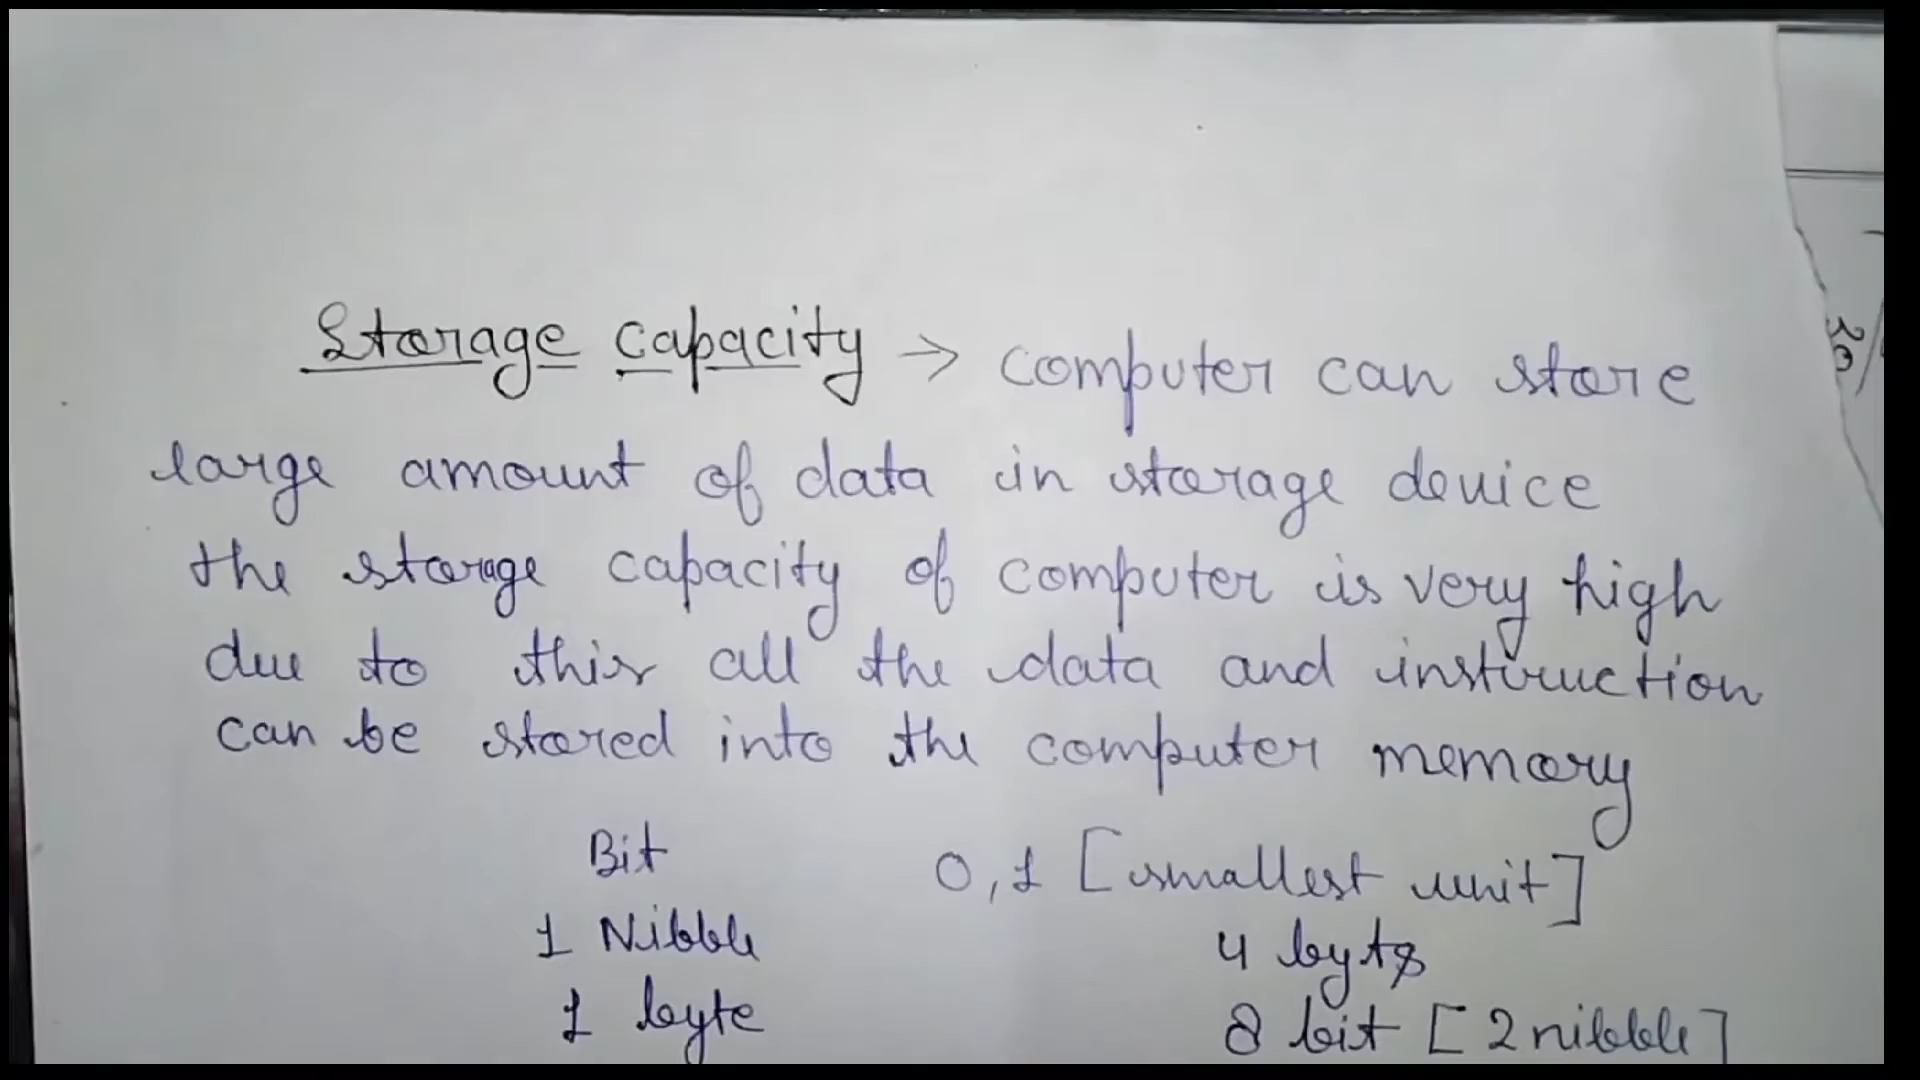 Storage capacity → computer can store
large amount of data in storage device
the storage capacity of computer is very high
due to this all the data and instruction
can be stored into the computer memory
Bit 0,1 [smallest unit]
1 Nibble 4 byts
1 byte 8 bit [2 nibble]